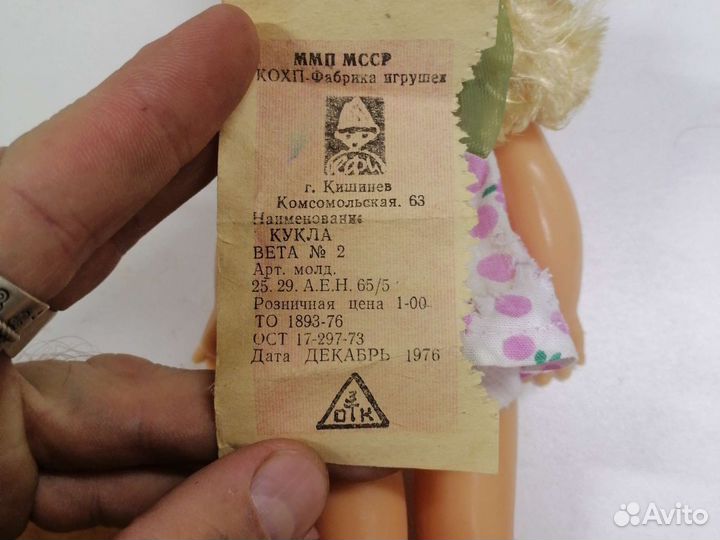 ММП МССР
КОХП-Фабрика игрушек
г. Кишинев
Комсомольская. 63
Наименование
КУКЛА
ВЕТА № 2
Арт. молд.
25. 29. А.Е.Н. 65/5
Розничная цена 1-00
ТО 1893-76
ОСТ 17-297-73
Дата ДЕКАБРЬ 1976
3
ОТК
Avito